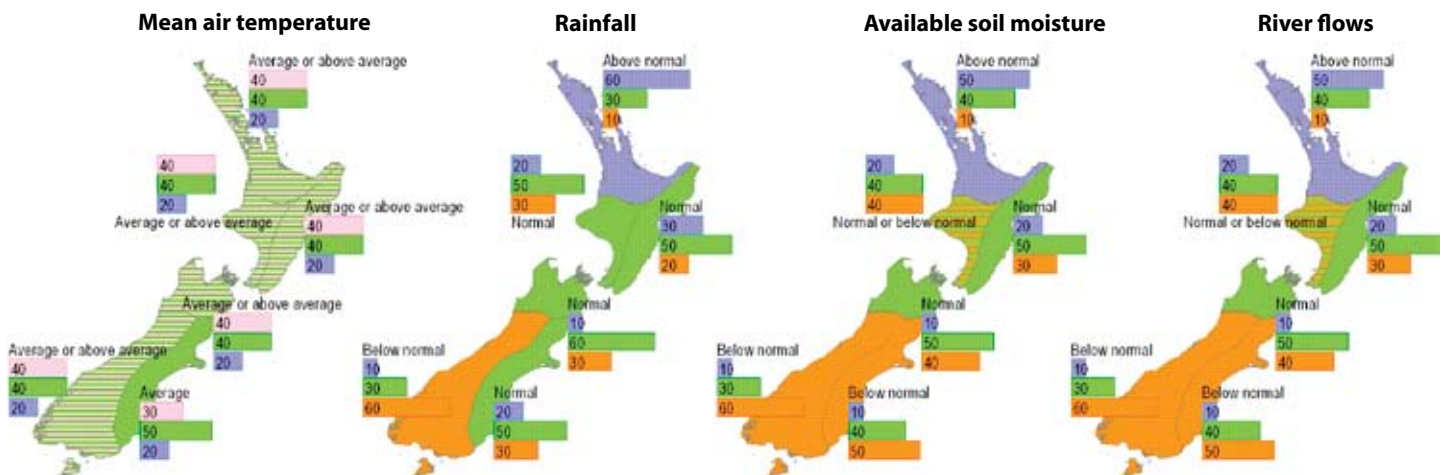 Mean air temperature
Average or above average
40
40
20
40
40
20
Average or above average
Average or above average
40
40
20
Average or above average
40
40
20
Average or above average
40
40
20
Average
30
50
20
Rainfall
Above normal
60
30
10
20
50
30
Normal
Normal
30
50
20
Normal
10
60
30
Below normal
10
30
60
Normal
20
50
30
Available soil moisture
Above normal
50
40
10
20
40
40
Normal or below normal
Normal
20
50
30
Normal
10
50
40
Below normal
10
30
60
Below normal
10
40
50
River flows
Above normal
50
40
10
20
40
40
Normal or below normal
Normal
20
50
30
Normal
10
50
40
Below normal
10
30
60
Below normal
10
40
50